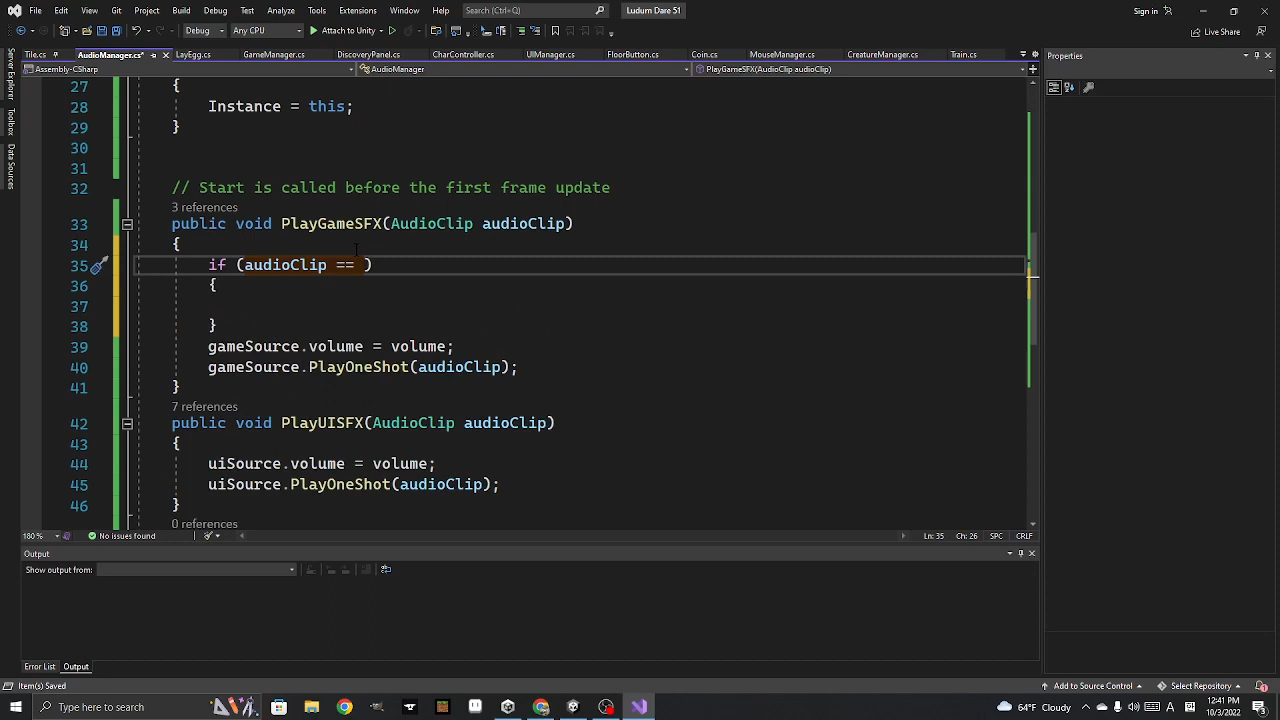 File Edit View Git Project Build Debug Test Analyze Tools Extensions Window Help Search (Ctrl+Q) Ludum Dare 51 Sign in
Debug Any CPU Attach to Unity Live Share
Tile.cs AudioManager.cs* LayEgg.cs GameManager.cs DiscoveryPanel.cs CharController.cs UIManager.cs FloorButton.cs Coin.cs MouseManager.cs CreatureManager.cs Train.cs Properties
Assembly-CSharp AudioManager PlayGameSFX(AudioClip audioClip)
Server Explorer
Toolbox
Data Sources
27 {
28 Instance = this;
29 }
30
31
32 // Start is called before the first frame update
3 references
33 public void PlayGameSFX(AudioClip audioClip)
34 {
35 if (audioClip == )
36 {
37
38 }
39 gameSource.volume = volume;
40 gameSource.PlayOneShot(audioClip);
41 }
7 references
42 public void PlayUISFX(AudioClip audioClip)
43 {
44 uiSource.volume = volume;
45 uiSource.PlayOneShot(audioClip);
46 }
0 references
180% No issues found Ln: 35 Ch: 26 SPC CRLF
Output
Show output from:
Error List Output
Item(s) Saved Add to Source Control Select Repository
Type here to search 64°F Cloudy A 12:41 PM
10/3/2022